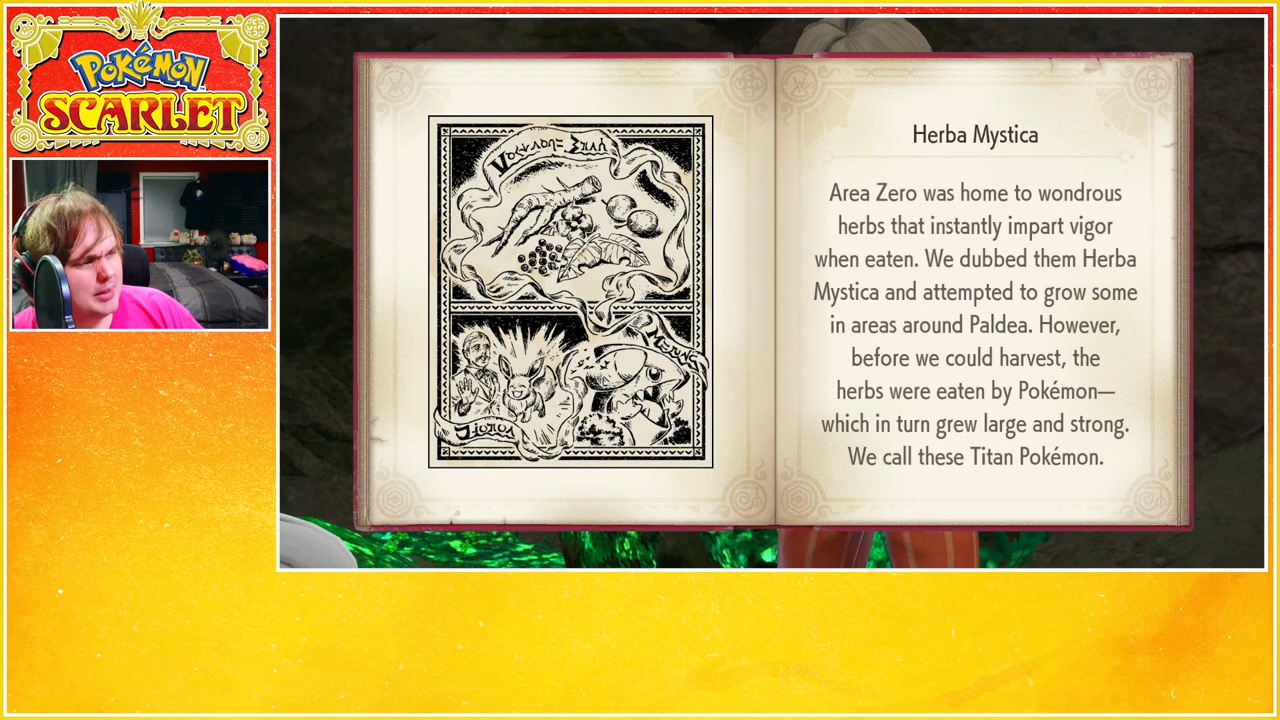 POKÉMON
SCARLET
Herba Mystica
Area Zero was home to wondrous
herbs that instantly impart vigor
when eaten. We dubbed them Herba
Mystica and attempted to grow some
in areas around Paldea. However,
before we could harvest, the
herbs were eaten by Pokémon—
which in turn grew large and strong.
We call these Titan Pokémon.